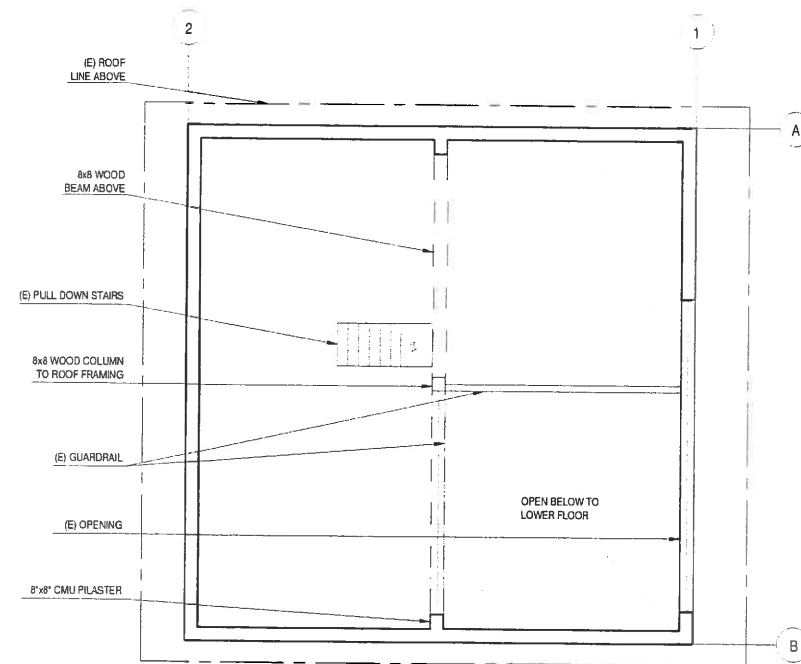 2
1
(E) ROOF
LINE ABOVE
A
8x8 WOOD
BEAM ABOVE
(E) PULL DOWN STAIRS
8x8 WOOD COLUMN
TO ROOF FRAMING
(E) GUARDRAIL
OPEN BELOW TO
LOWER FLOOR
(E) OPENING
8"x8" CMU PILASTER
B